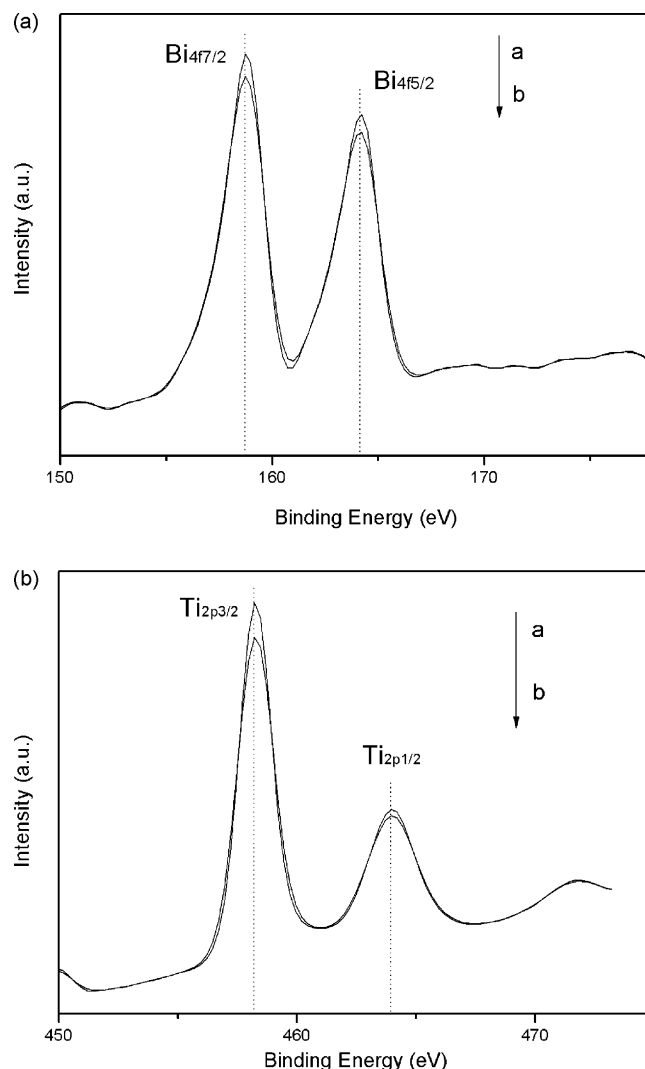 (a)
Bi4f7/2
Bi4f5/2
a
b
Intensity (a.u.)
150 160 170
Binding Energy (eV)
(b)
Ti2p3/2
Ti2p1/2
a
b
Intensity (a.u.)
450 460 470
Binding Energy (eV)